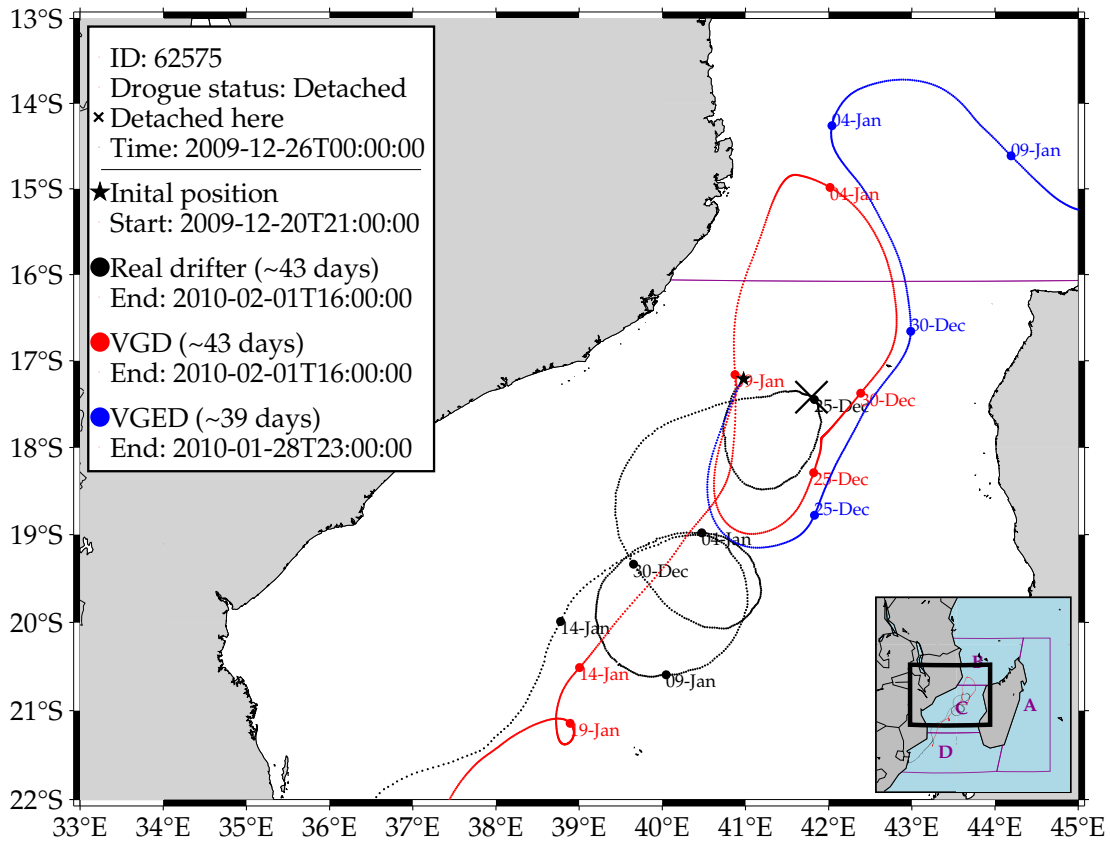 ID: 62575
Drogue status: Detached
× Detached here
Time: 2009-12-26T00:00:00
Inital position
Start: 2009-12-20T21:00:00
Real drifter (~43 days)
End: 2010-02-01T16:00:00
VGD (~43 days)
End: 2010-02-01T16:00:00
VGED (~39 days)
End: 2010-01-28T23:00:00
13°S
14°S
15°S
16°S
17°S
18°S
19°S
20°S
21°S
22°S
04-Jan
09-Jan
04-Jan
30-Dec
09-Jan
30-Dec
25-Dec
25-Dec
25-Dec
04-Jan
30-Dec
14-Jan
09-Jan
14-Jan
19-Jan
B
A
C
D
33°E
34°E
35°E
36°E
37°E
38°E
39°E
40°E
41°E
42°E
43°E
44°E
45°E